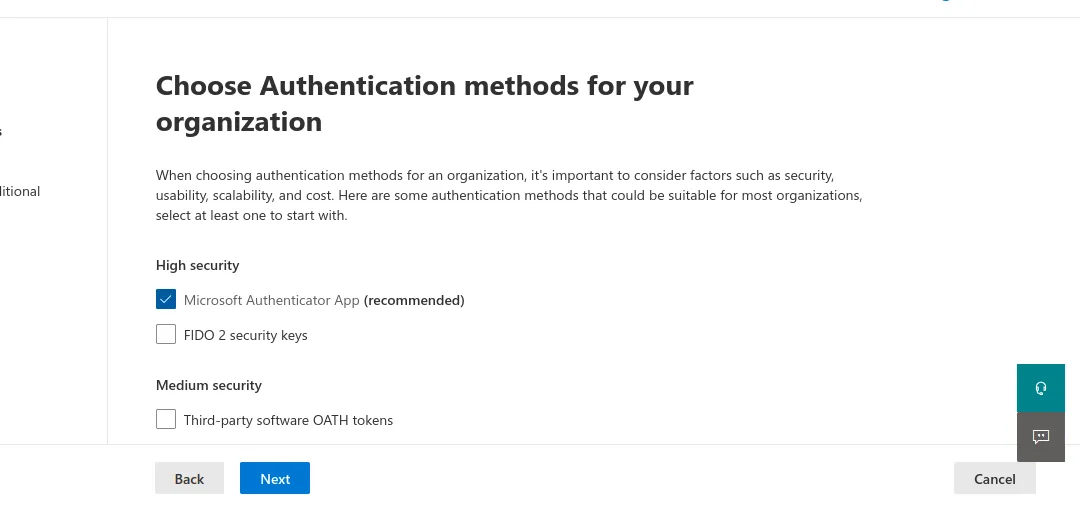 Choose Authentication methods for your
organization
When choosing authentication methods for an organization, it's important to consider factors such as security,
usability, scalability, and cost. Here are some authentication methods that could be suitable for most organizations,
select at least one to start with.
High security
Microsoft Authenticator App (recommended)
FIDO 2 security keys
Medium security
Third-party software OATH tokens
Back
Next
Cancel